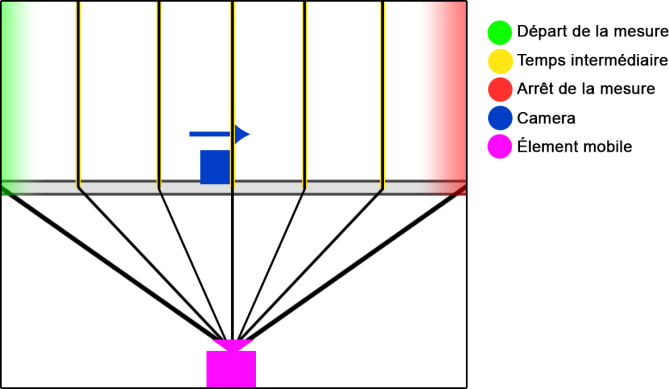 Départ de la mesure
Temps intermédiaire
Arrêt de la mesure
Camera
Élement mobile